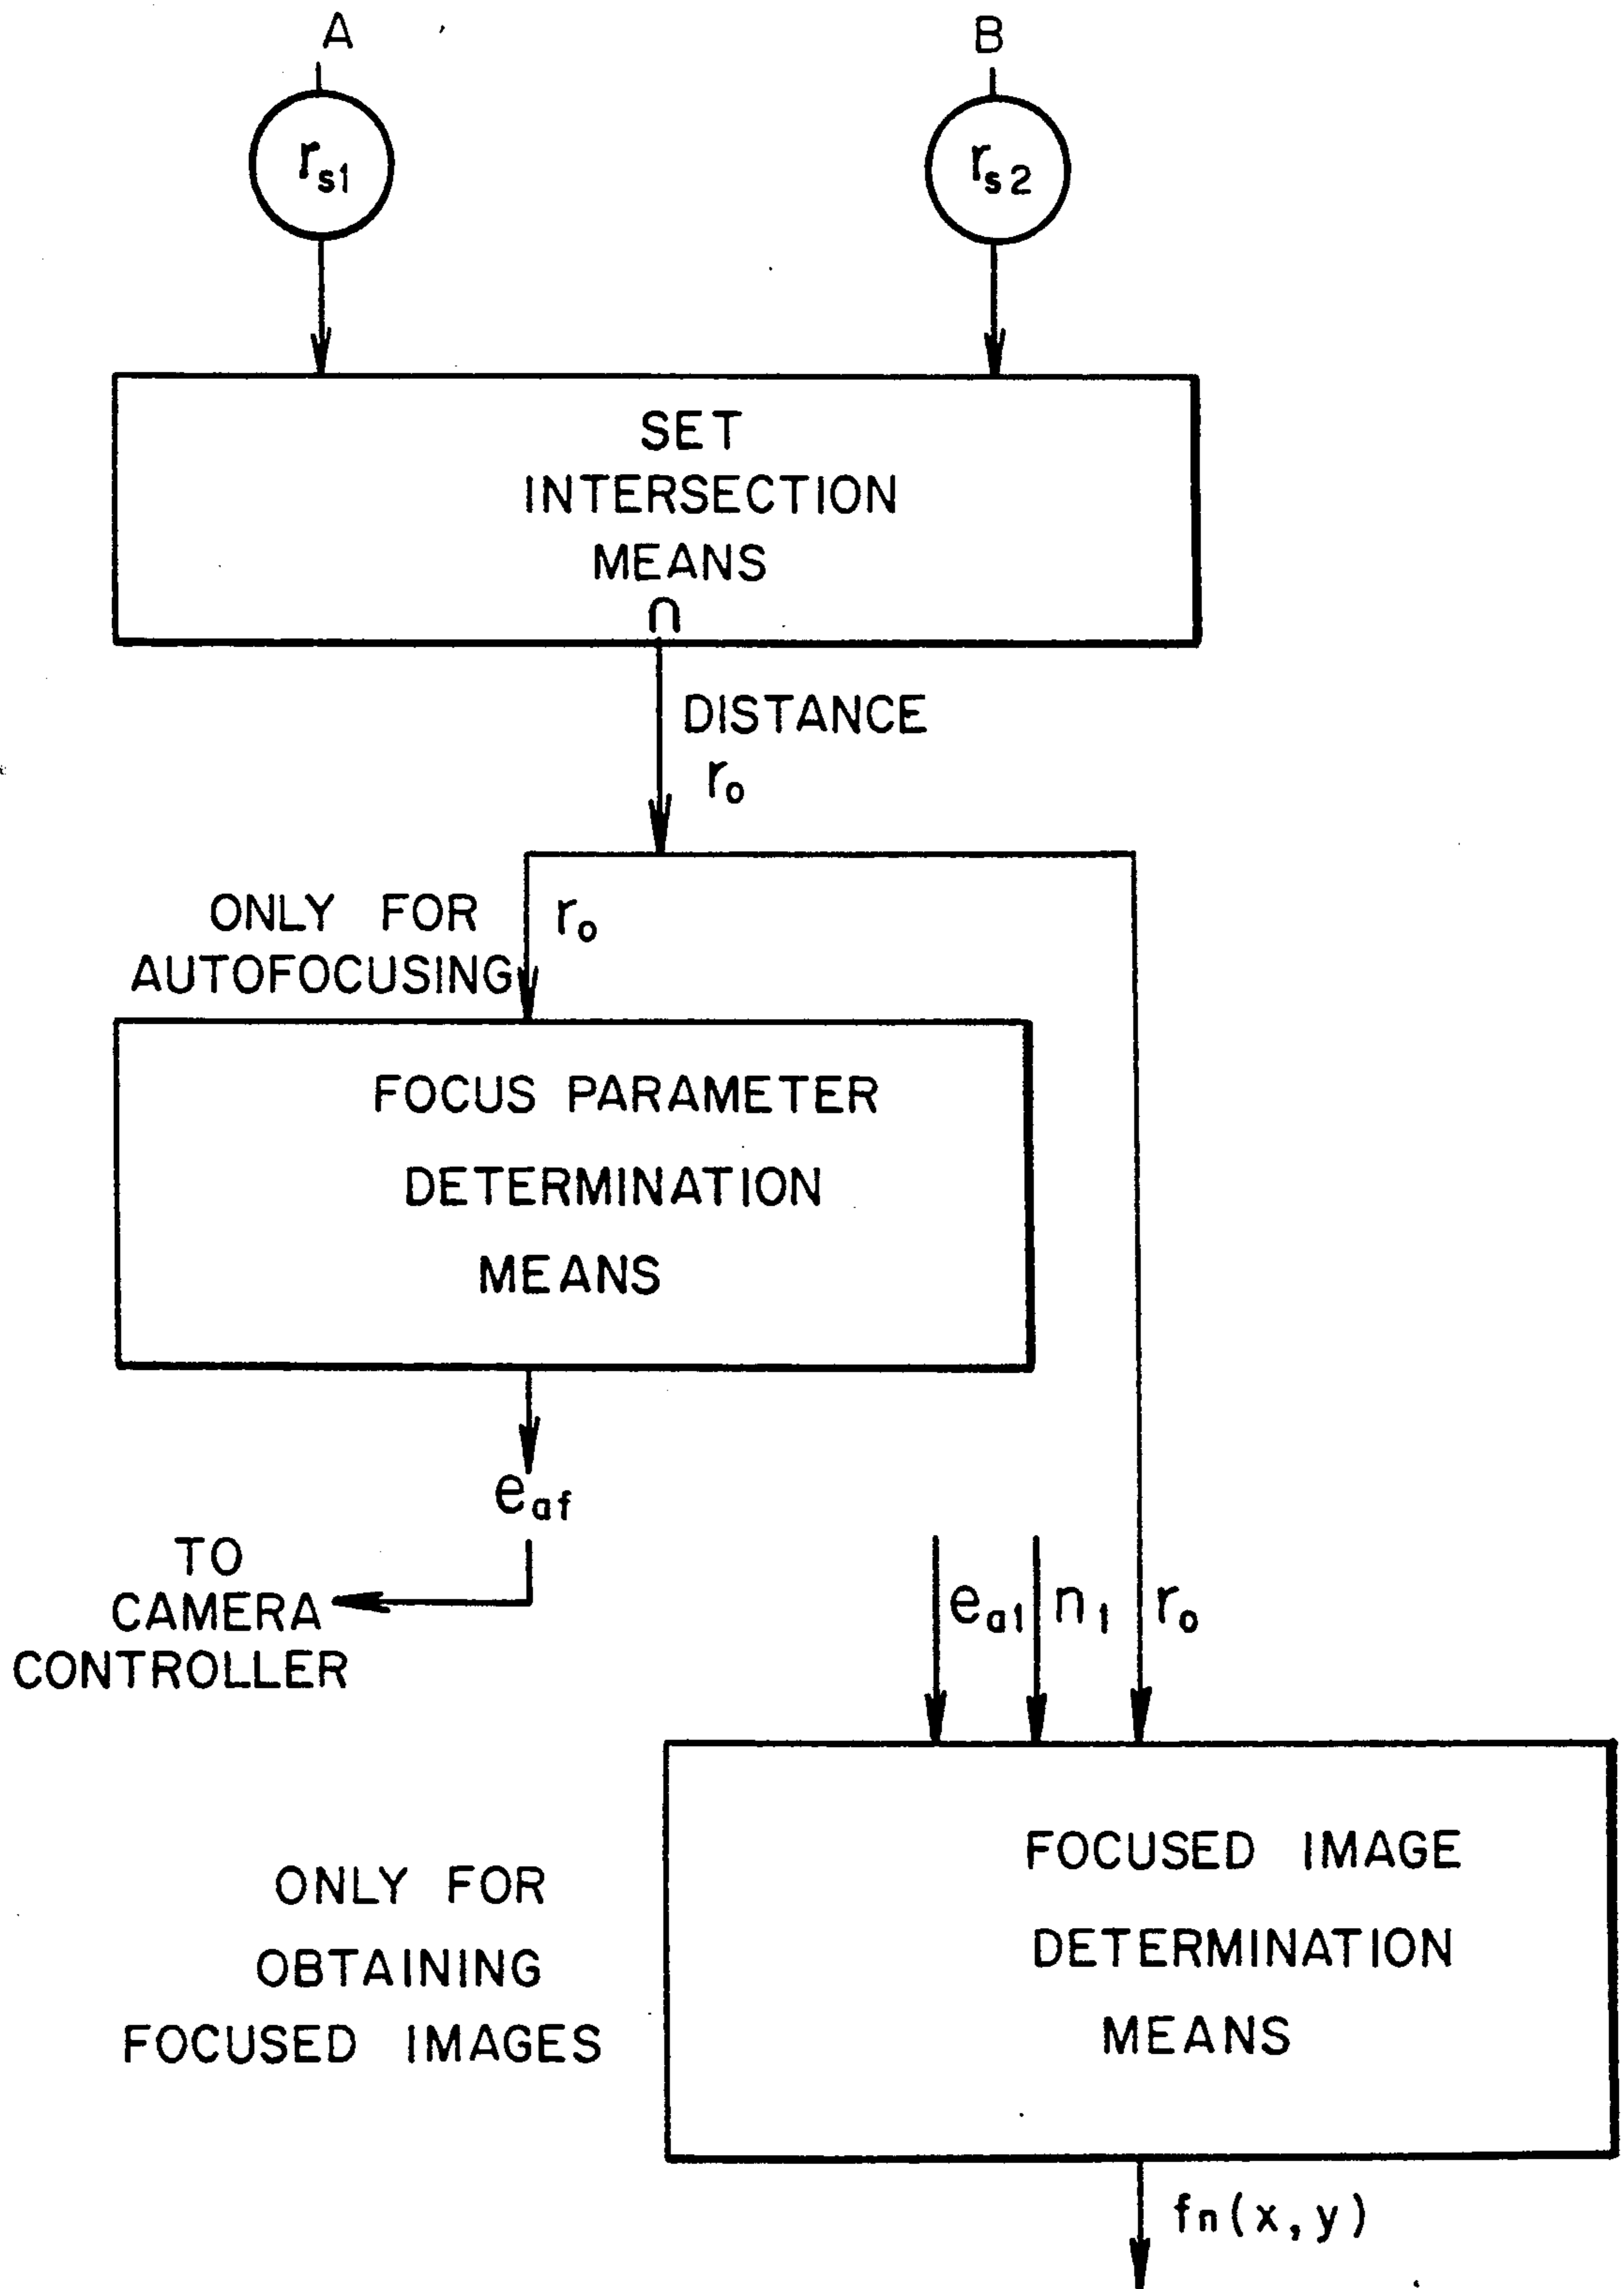 A
B
r_s1
r_s2
SET
INTERSECTION
MEANS
∩
DISTANCE
r_o
ONLY FOR
AUTOFOCUSING
r_o
FOCUS PARAMETER
DETERMINATION
MEANS
e_af
TO
CAMERA
CONTROLLER
e_a1
n_1
r_o
FOCUSED IMAGE
DETERMINATION
MEANS
ONLY FOR
OBTAINING
FOCUSED IMAGES
fn(x,y)